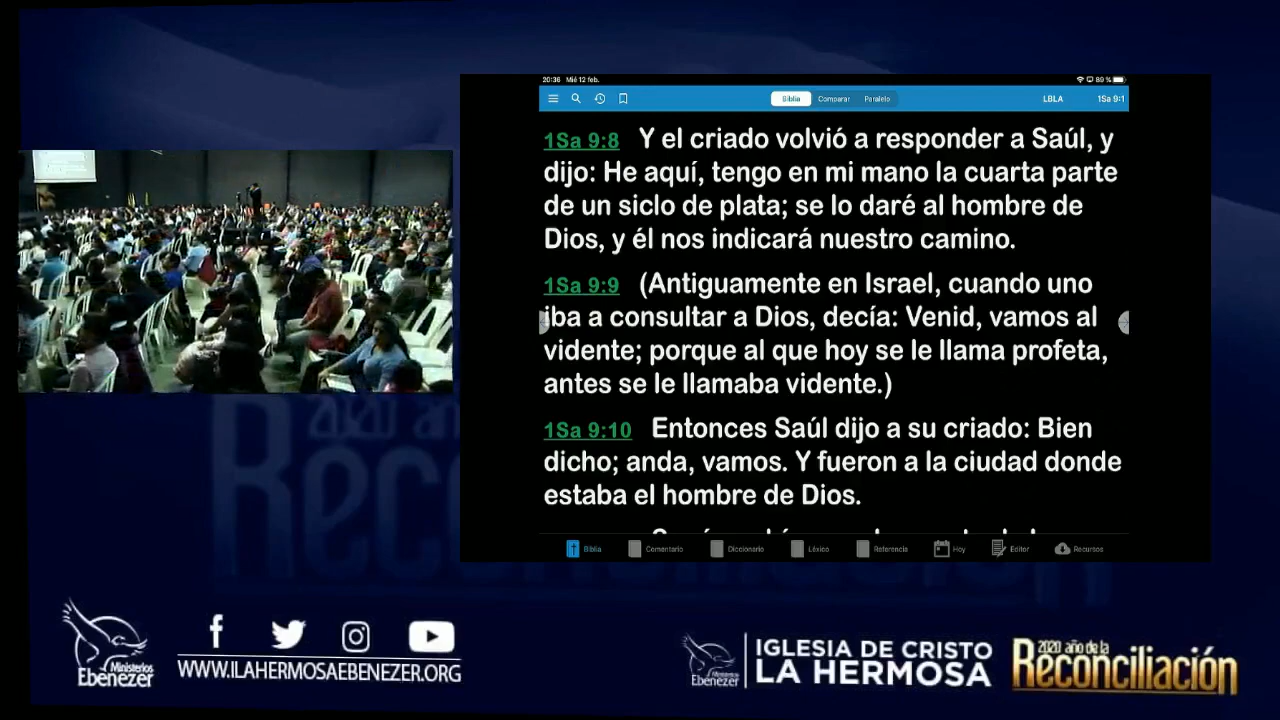 20:36 Mié 12 feb.
89 %
Biblia Comparar Paralelo
LBLA 1Sa 9:1
1Sa 9:8 Y el criado volvió a responder a Saúl, y
dijo: He aquí, tengo en mi mano la cuarta parte
de un siclo de plata; se lo daré al hombre de
Dios, y él nos indicará nuestro camino.
1Sa 9:9 (Antiguamente en Israel, cuando uno
iba a consultar a Dios, decía: Venid, vamos al
vidente; porque al que hoy se le llama profeta,
antes se le llamaba vidente.)
1Sa 9:10 Entonces Saúl dijo a su criado: Bien
dicho; anda, vamos. Y fueron a la ciudad donde
estaba el hombre de Dios.
Biblia Comentario Diccionario Léxico Referencia Hoy Editor Recursos
2020 año
Reconciliación
Ministerios
Ebenezer
WWW.ILAHERMOSAEBENEZER.ORG
Ministerios
Ebenezer
IGLESIA DE CRISTO
LA HERMOSA
2020 año de la
Reconciliación